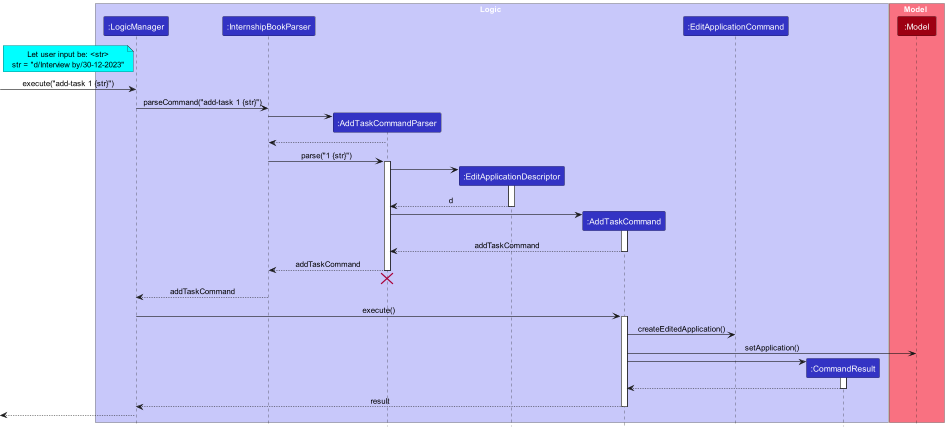 Logic
Model
:LogicManager
:InternshipBookParser
:EditApplicationCommand
:Model
Let user input be: <str>
str = "d/Interview by/30-12-2023"
execute("add-task 1 {str}")
parseCommand("add-task 1 {str}")
:AddTaskCommandParser
parse("1 {str}")
:EditApplicationDescriptor
d
:AddTaskCommand
addTaskCommand
addTaskCommand
addTaskCommand
execute()
createEditedApplication()
setApplication()
:CommandResult
result